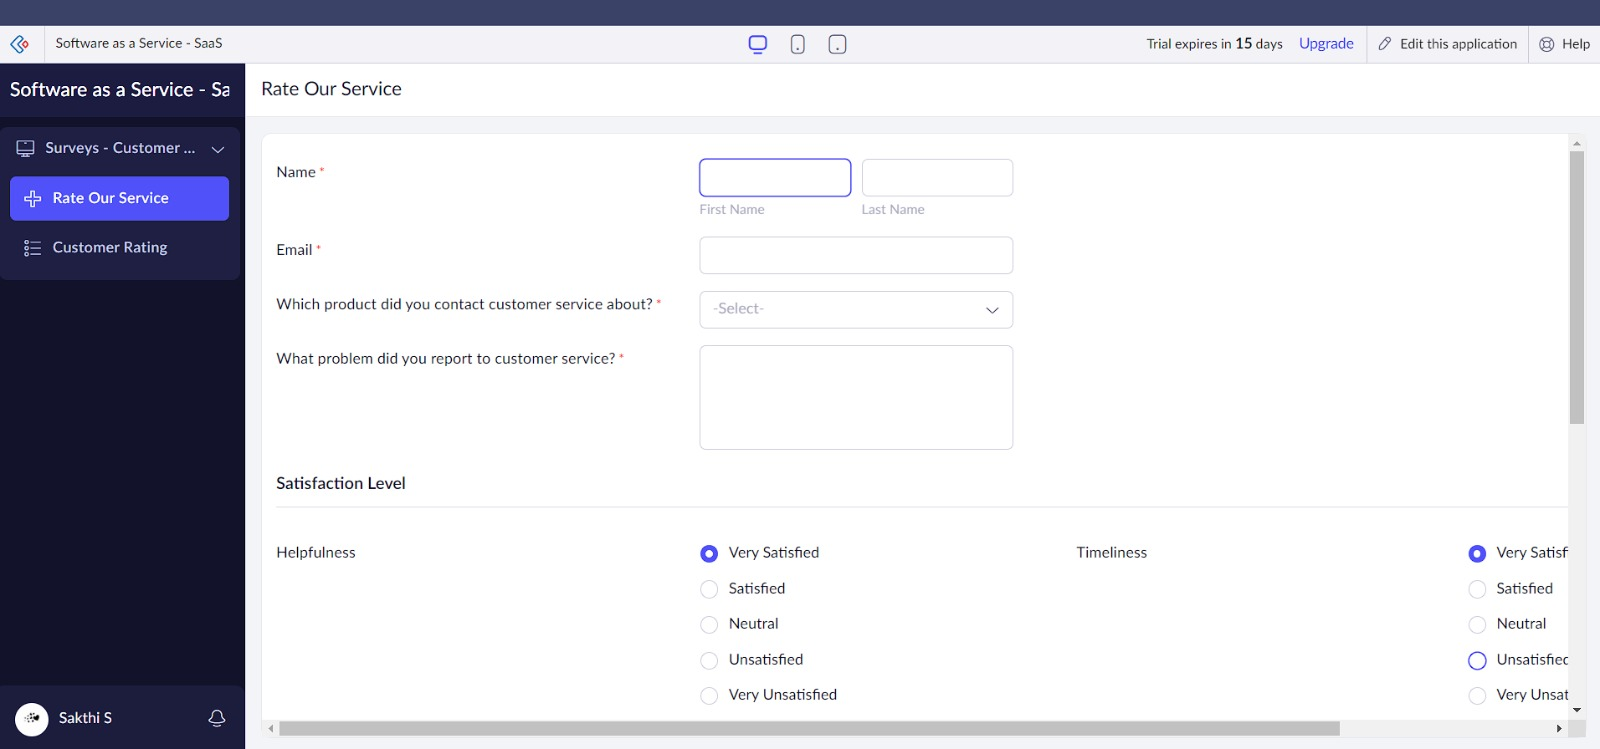 Software as a Service - SaaS
Trial expires in 15 days Upgrade Edit this application Help
Software as a Service - Sa
Surveys - Customer ...
Rate Our Service
Customer Rating
Sakthi S
Rate Our Service
Name *
First Name Last Name
Email *
Which product did you contact customer service about? *
-Select-
What problem did you report to customer service? *
Satisfaction Level
Helpfulness
Very Satisfied
Satisfied
Neutral
Unsatisfied
Very Unsatisfied
Timeliness
Very Satisf
Satisfied
Neutral
Unsatisfied
Very Unsat